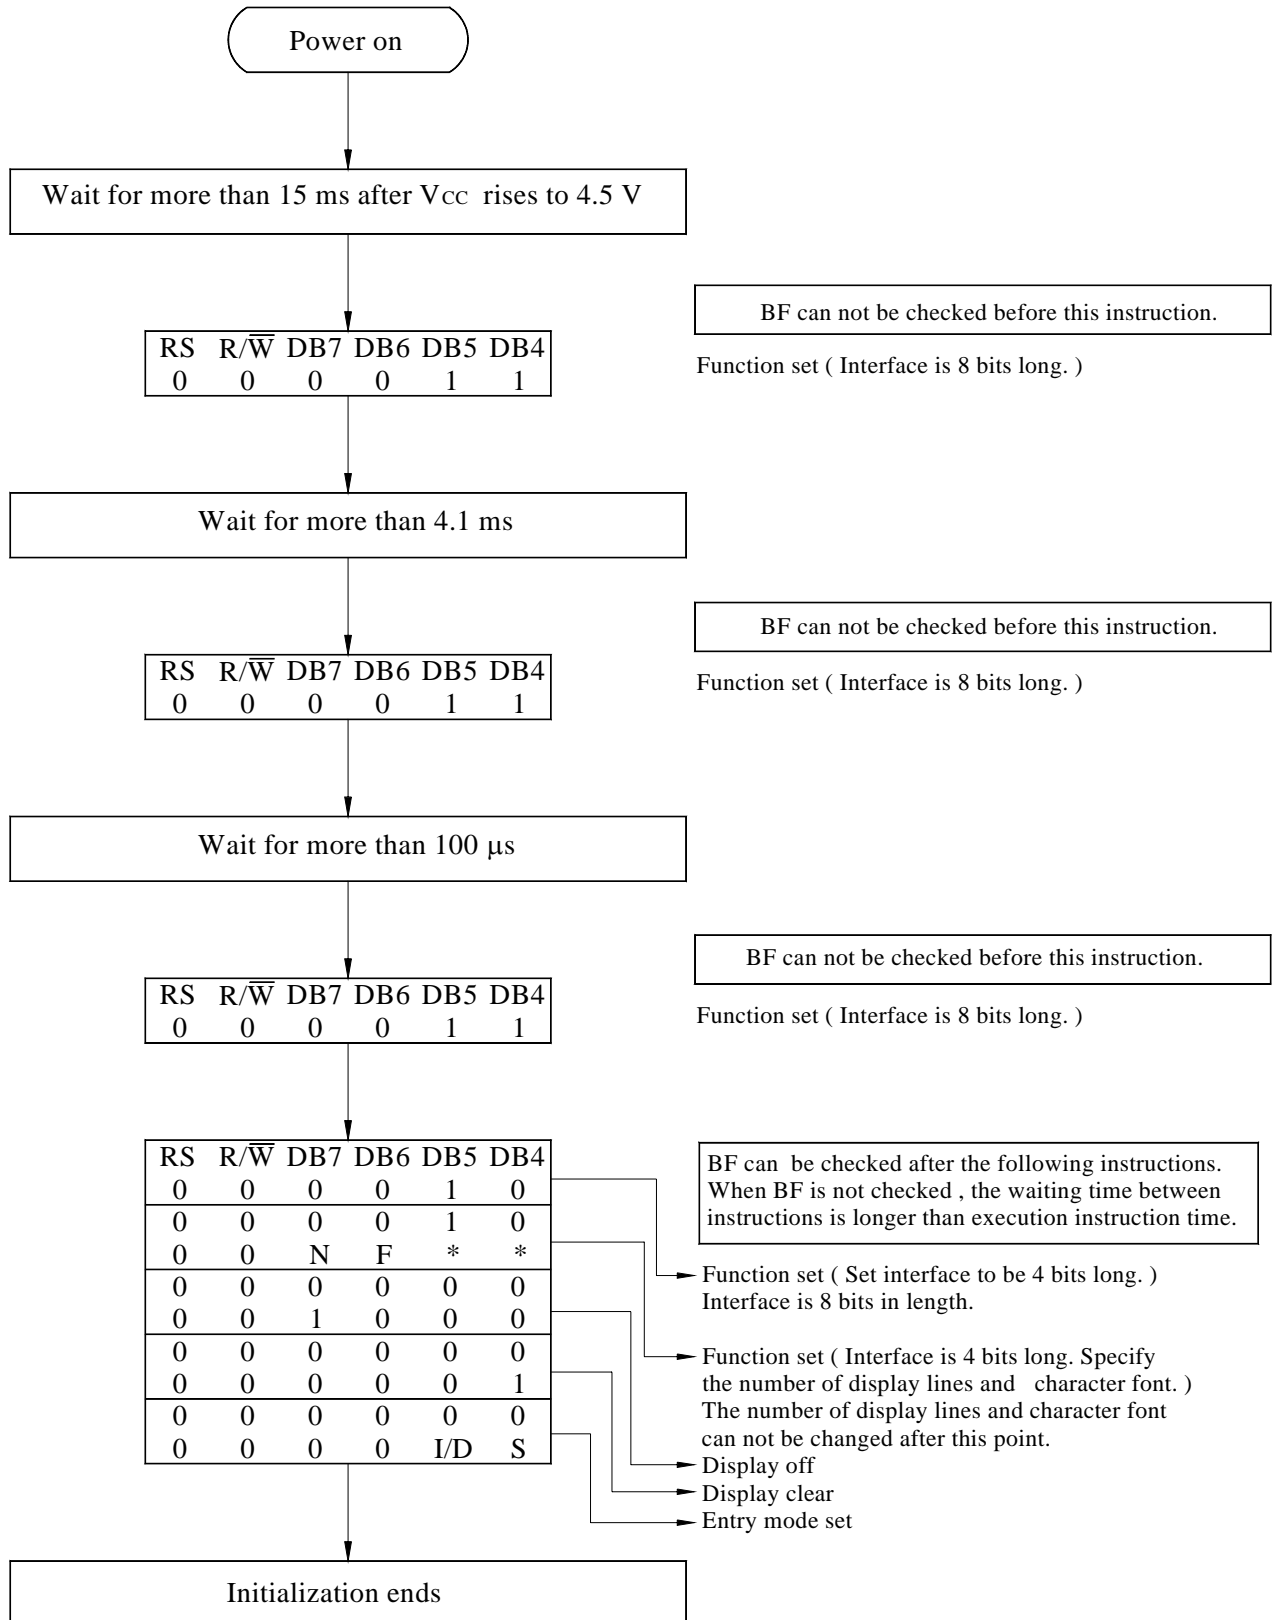 Power on
Wait for more than 15 ms after VCC rises to 4.5 V
BF can not be checked before this instruction.
RS R/W̅ DB7 DB6 DB5 DB4
0 0 0 0 1 1
Function set ( Interface is 8 bits long. )
Wait for more than 4.1 ms
BF can not be checked before this instruction.
RS R/W̅ DB7 DB6 DB5 DB4
0 0 0 0 1 1
Function set ( Interface is 8 bits long. )
Wait for more than 100 μs
BF can not be checked before this instruction.
RS R/W̅ DB7 DB6 DB5 DB4
0 0 0 0 1 1
Function set ( Interface is 8 bits long. )
RS R/W̅ DB7 DB6 DB5 DB4
0 0 0 0 1 0
0 0 0 0 1 0
0 0 N F * *
0 0 0 0 0 0
0 0 1 0 0 0
0 0 0 0 0 0
0 0 0 0 0 1
0 0 0 0 0 0
0 0 0 0 I/D S
BF can be checked after the following instructions.
When BF is not checked , the waiting time between
instructions is longer than execution instruction time.
Function set ( Set interface to be 4 bits long. )
Interface is 8 bits in length.
Function set ( Interface is 4 bits long. Specify
the number of display lines and character font. )
The number of display lines and character font
can not be changed after this point.
Display off
Display clear
Entry mode set
Initialization ends